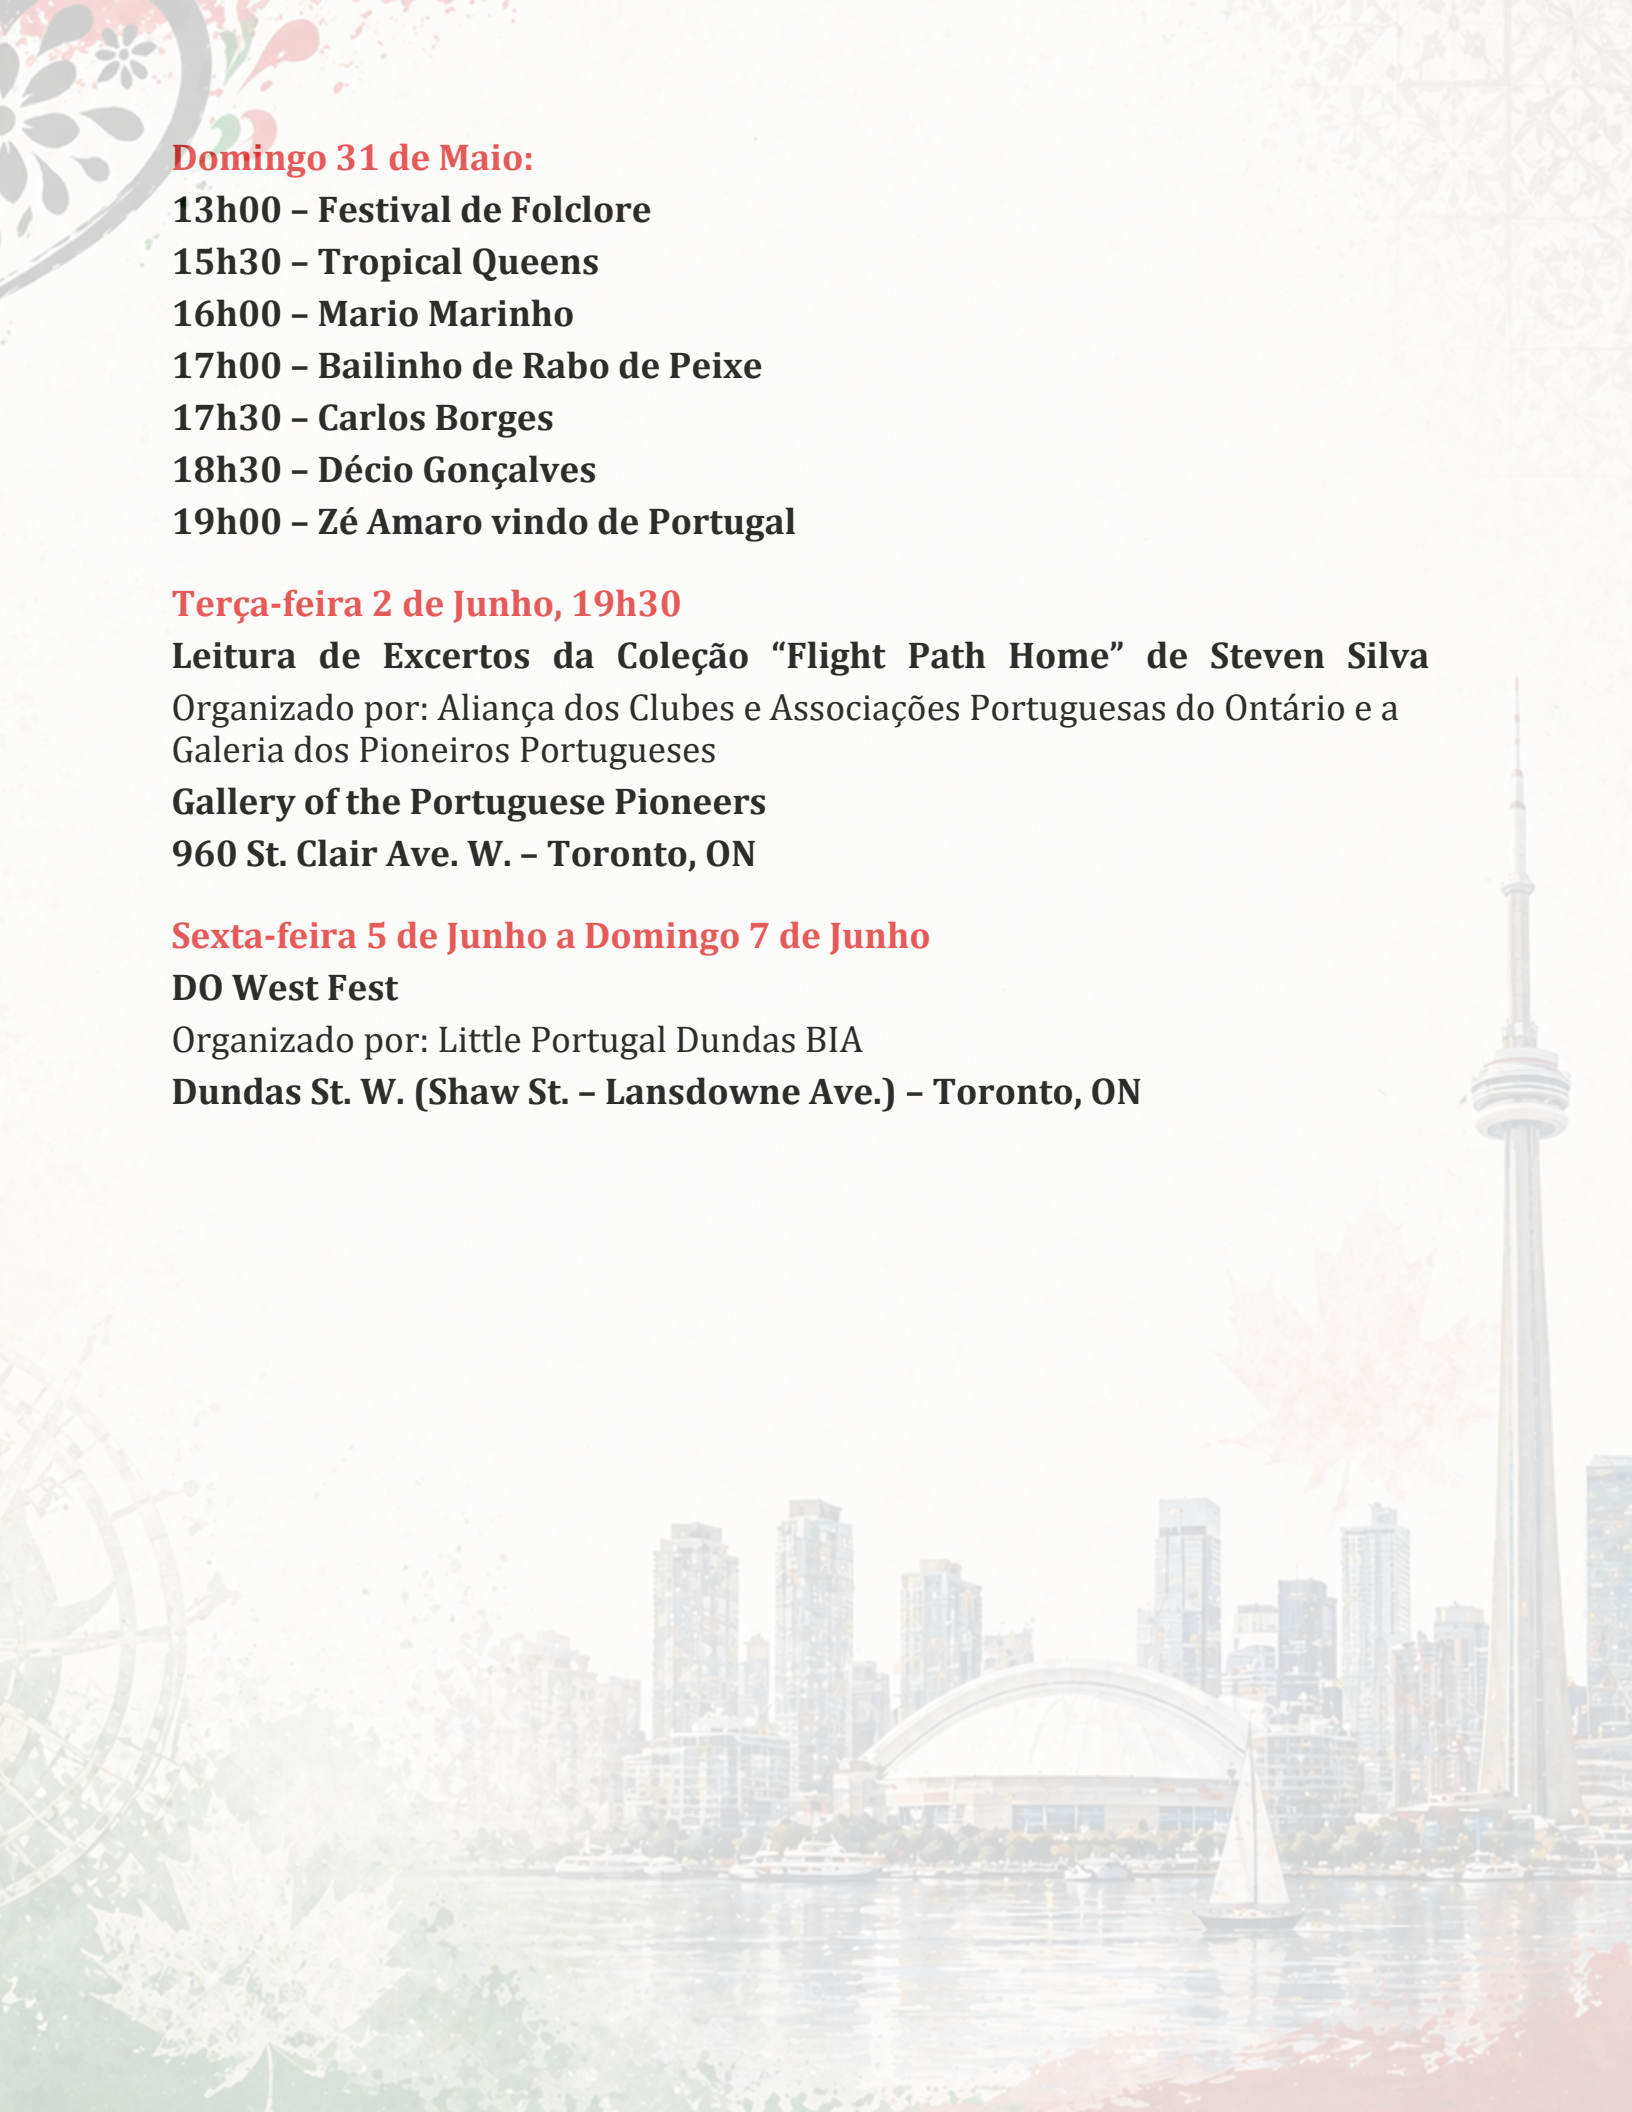 Domingo 31 de Maio:
13h00 – Festival de Folclore
15h30 – Tropical Queens
16h00 – Mario Marinho
17h00 – Bailinho de Rabo de Peixe
17h30 – Carlos Borges
18h30 – Décio Gonçalves
19h00 – Zé Amaro vindo de Portugal
Terça-feira 2 de Junho, 19h30
Leitura de Excertos da Coleção “Flight Path Home” de Steven Silva
Organizado por: Aliança dos Clubes e Associações Portuguesas do Ontário e a
Galeria dos Pioneiros Portugueses
Gallery of the Portuguese Pioneers
960 St. Clair Ave. W. – Toronto, ON
Sexta-feira 5 de Junho a Domingo 7 de Junho
DO West Fest
Organizado por: Little Portugal Dundas BIA
Dundas St. W. (Shaw St. – Lansdowne Ave.) – Toronto, ON